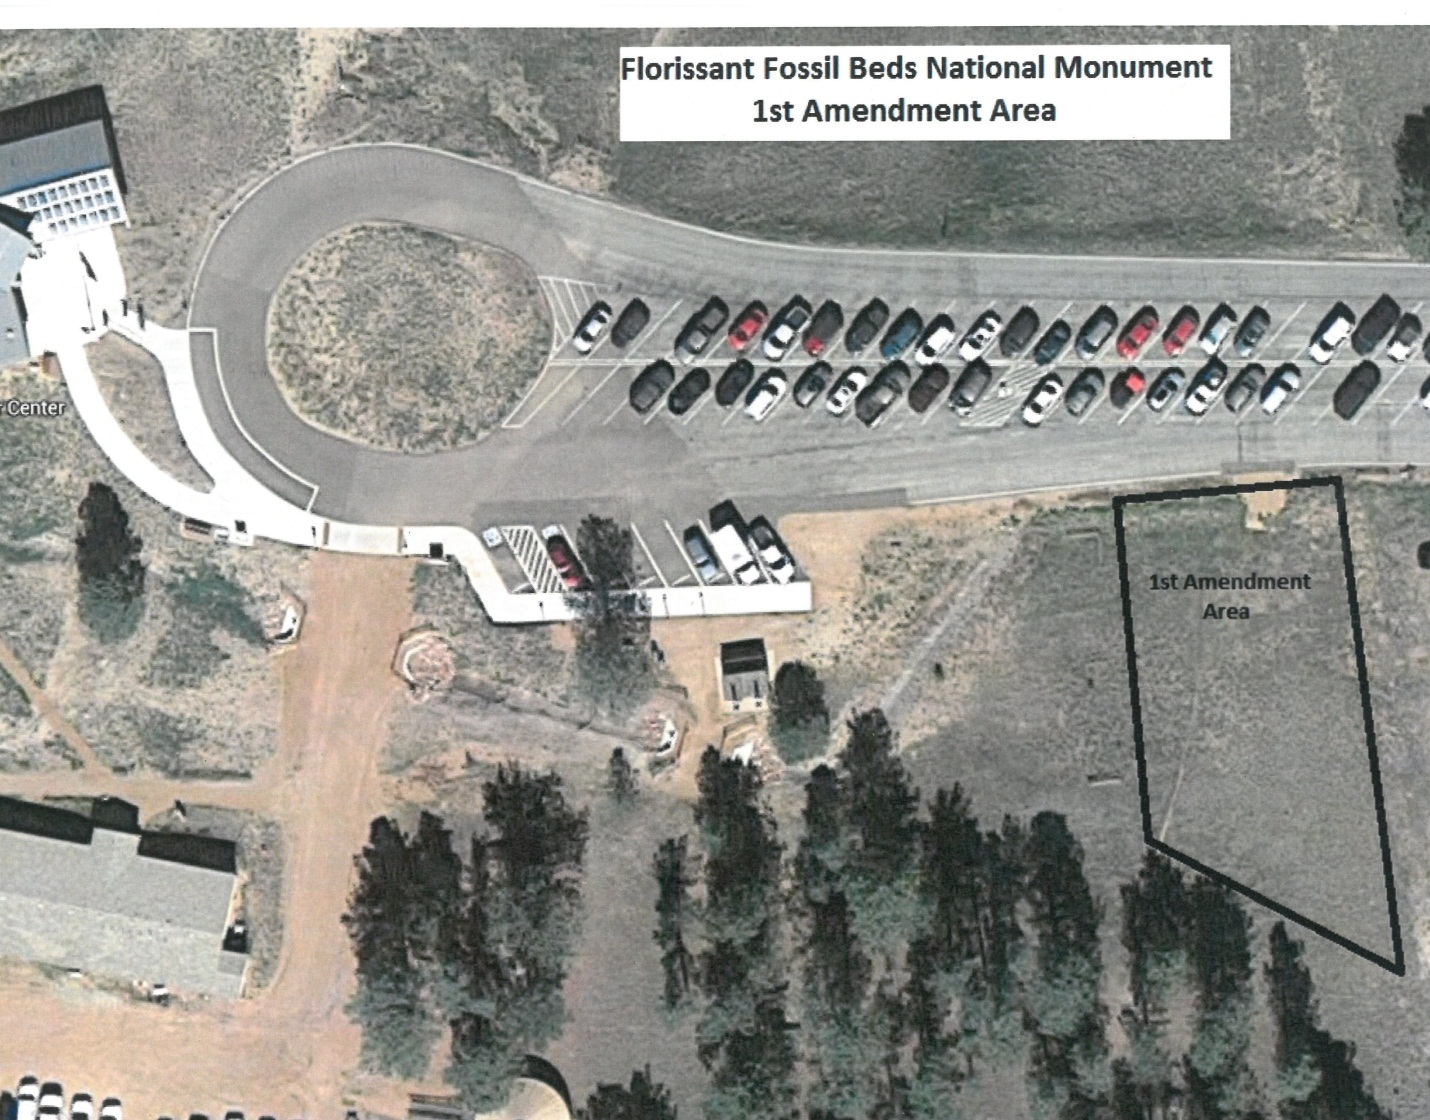 Florissant Fossil Beds National Monument
1st Amendment Area
Center
1st Amendment
Area